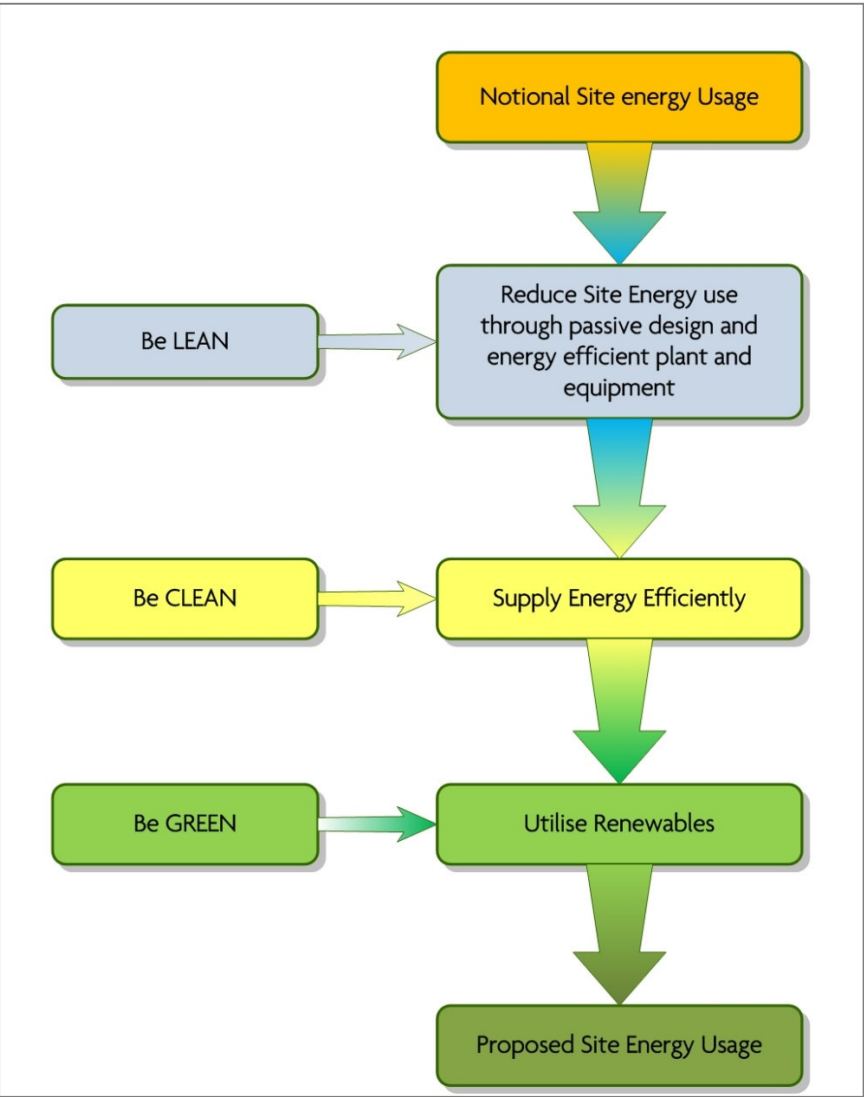 Notional Site energy Usage
Be LEAN
Reduce Site Energy use
through passive design and
energy efficient plant and
equipment
Be CLEAN
Supply Energy Efficiently
Be GREEN
Utilise Renewables
Proposed Site Energy Usage